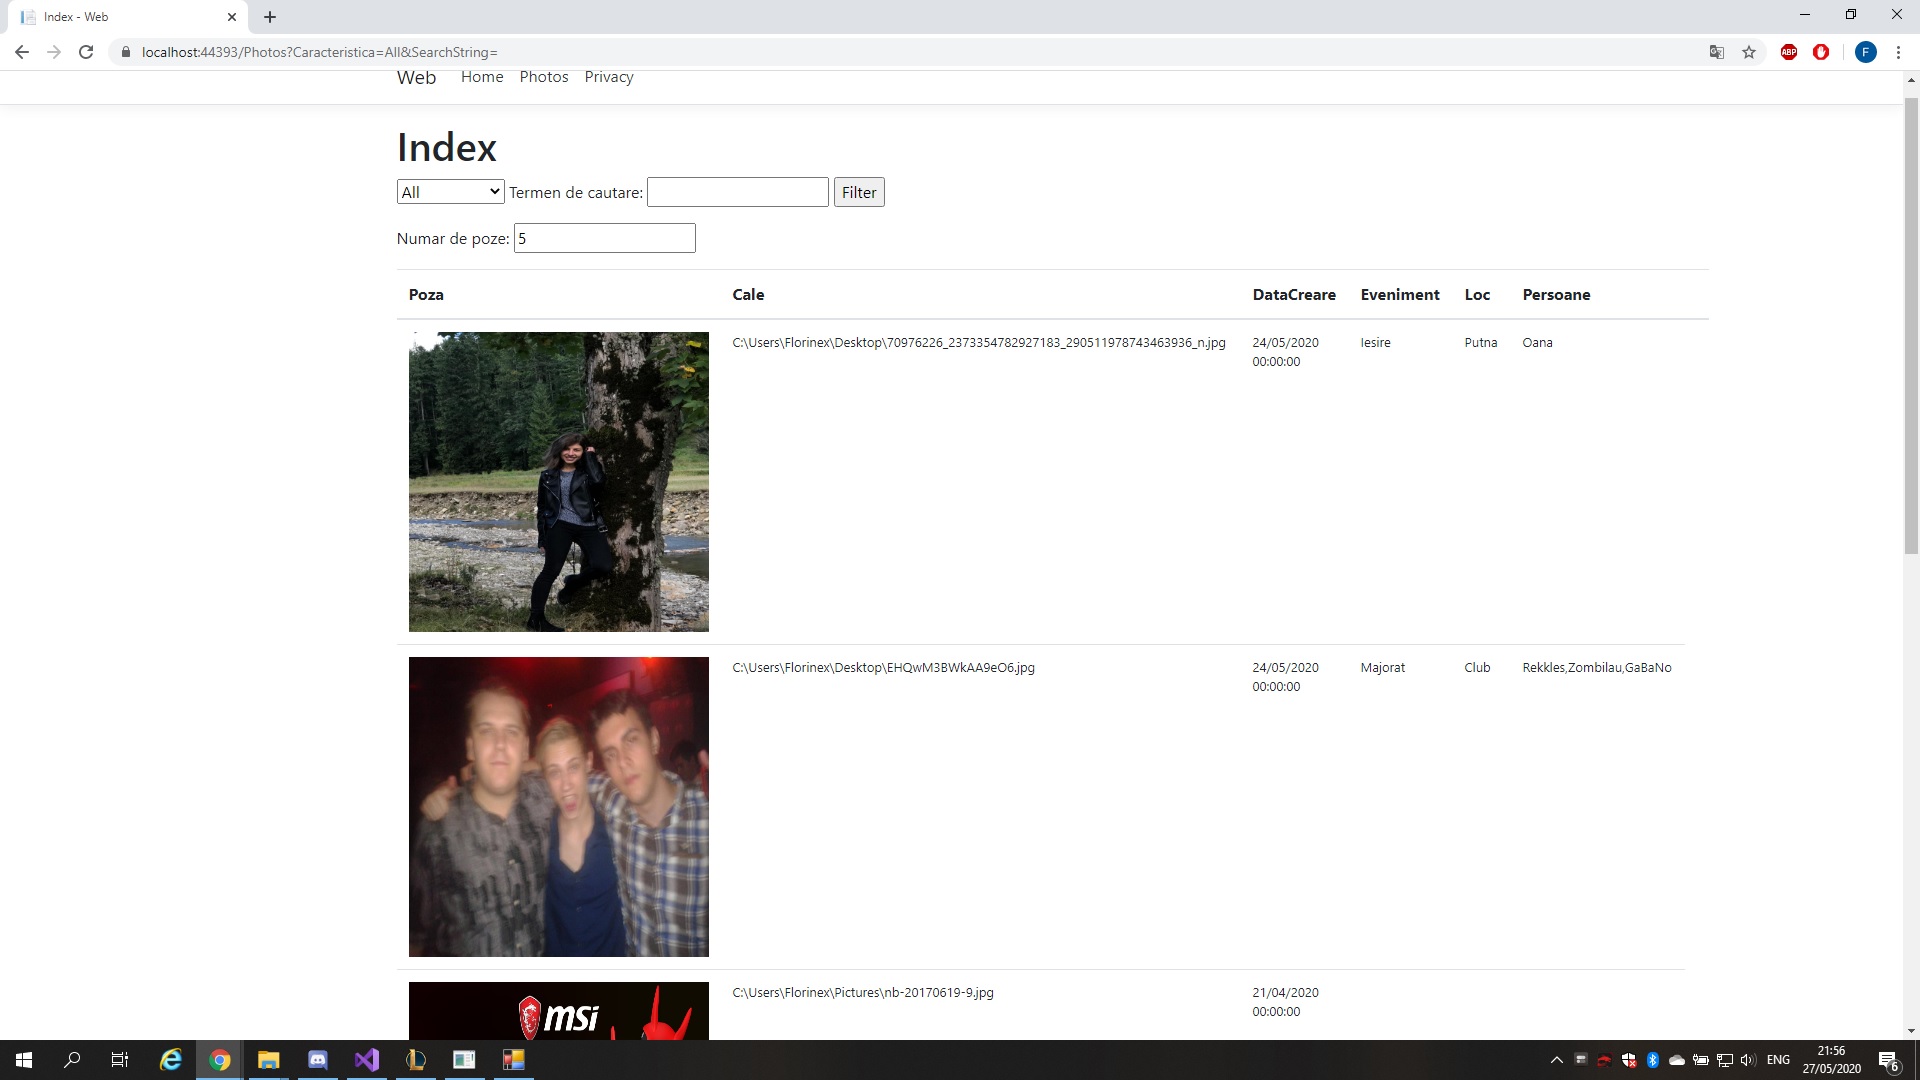 Index - Web
localhost:44393/Photos?Caracteristica=All&SearchString=
ABP
F
Web Home Photos Privacy
Index
All Termen de cautare: Filter
Numar de poze: 5
Poza Cale DataCreare Eveniment Loc Persoane
C:\Users\Florinex\Desktop\70976226_2373354782927183_290511978743463936_n.jpg 24/05/2020 Iesire Putna Oana
00:00:00
C:\Users\Florinex\Desktop\EHQwM3BWkAA9eO6.jpg 24/05/2020 Majorat Club Rekkles,Zombilau,GaBaNo
00:00:00
msi C:\Users\Florinex\Pictures\nb-20170619-9.jpg 21/04/2020
00:00:00
ENG 21:56
27/05/2020
6